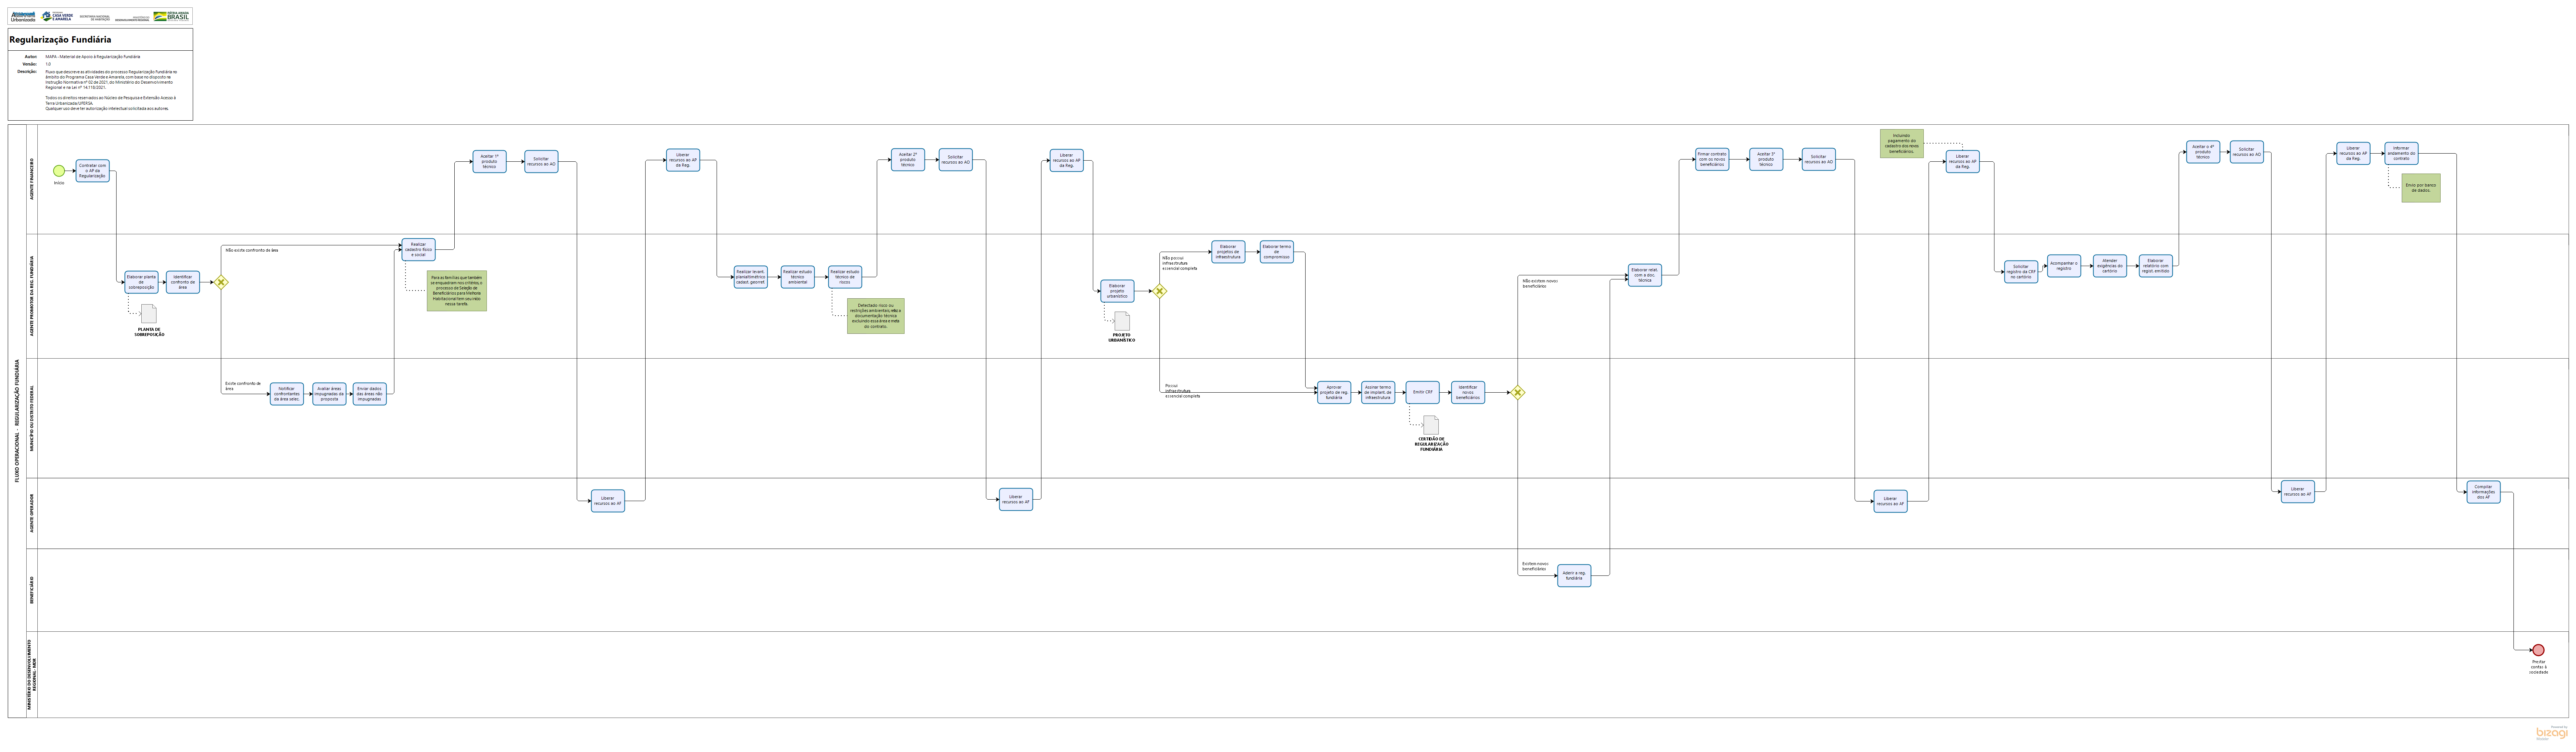 Urbanizada
CASA VERDE
E AMARELA
SECRETARIA NACIONAL
DE HABITAÇÃO
MINISTÉRIO DO
DESENVOLVIMENTO REGIONAL
PÁTRIA AMADA
BRASIL
Regularização Fundiária
Autor: MAPA - Material de Apoio à Regularização Fundiária
Versão: 1.0
Descrição: Fluxo que descreve as atividades do processo Regularização Fundiária no
âmbito do Programa Casa Verde e Amarela, com base no disposto na
Instrução Normativa nº 02 de 2021, do Ministério do Desenvolvimento
Regional e na Lei nº 14.118/2021.
Todos os direitos reservados ao Núcleo de Pesquisa e Extensão Acesso à
Terra Urbanizada/UFERSA.
Qualquer uso deve ter autorização intelectual solicitada aos autores.
FLUXO OPERACIONAL - REGULARIZAÇÃO FUNDIÁRIA
AGENTE FINANCEIRO
Início
Contratar com
o AP da
Regularização
Aceitar 1º
produto
técnico
Solicitar
recursos ao AO
Liberar
recursos ao AP
da Reg.
Aceitar 2º
produto
técnico
Solicitar
recursos ao AO
Liberar
recursos ao AP
da Reg.
Firmar contrato
com os novos
beneficiários
Aceitar 3º
produto
técnico
Solicitar
recursos ao AO
Incluindo
pagamento do
cadastro dos novos
beneficiários.
Liberar
recursos ao AP
da Reg.
Aceitar o 4º
produto
técnico
Solicitar
recursos ao AO
Liberar
recursos ao AP
da Reg.
Informar
andamento do
contrato
Envio por banco
de dados.
AGENTE PROMOTOR DA REG. FUNDIÁRIA
Elaborar planta
de
sobreposição
PLANTA DE
SOBREPOSIÇÃO
Identificar
confronto de
área
Não existe confronto de área
Realizar
cadastro físico
e social
Para as famílias que também
se enquadrem nos critérios, o
processo de Seleção de
Beneficiários para Melhoria
Habitacional tem seu início
nessa tarefa.
Realizar levant.
planialtimétrico
cadast. georref.
Realizar estudo
técnico
ambiental
Realizar estudo
técnico de
riscos
Detectado risco ou
restrições ambientais, refaz a
documentação técnica
excluindo essa área e meta
do contrato.
Elaborar
projeto
urbanístico
PROJETO
URBANÍSTICO
Não possui
infraestrutura
essencial completa
Elaborar
projetos de
infraestrutura
Elaborar termo
de
compromisso
Não existem novos
beneficiários
Elaborar relat.
com a doc.
técnica
Solicitar
registro da CRF
no cartório
Acompanhar o
registro
Atender
exigências do
cartório
Elaborar
relatório com
regist. emitido
MUNICÍPIO OU DISTRITO FEDERAL
Existe confronto de
área
Notificar
confrontantes
da área selec.
Avaliar áreas
impugnadas da
proposta
Enviar dados
das áreas não
impugnadas
Possui
infraestrutura
essencial completa
Aprovar
projeto de reg.
fundiária
Assinar termo
de implant. de
infraestrutura
Emitir CRF
CERTIDÃO DE
REGULARIZAÇÃO
FUNDIÁRIA
Identificar
novos
beneficiários
AGENTE OPERADOR
Liberar
recursos ao AF
Liberar
recursos ao AF
Liberar
recursos ao AF
Liberar
recursos ao AF
Compilar
informações
dos AF
BENEFICIÁRIO
Existem novos
beneficiários
Aderir a reg.
fundiária
MINISTÉRIO DO DESENVOLVIMENTO
REGIONAL - MDR
Prestar
contas à
sociedade
Powered by
bizagi
Modeler